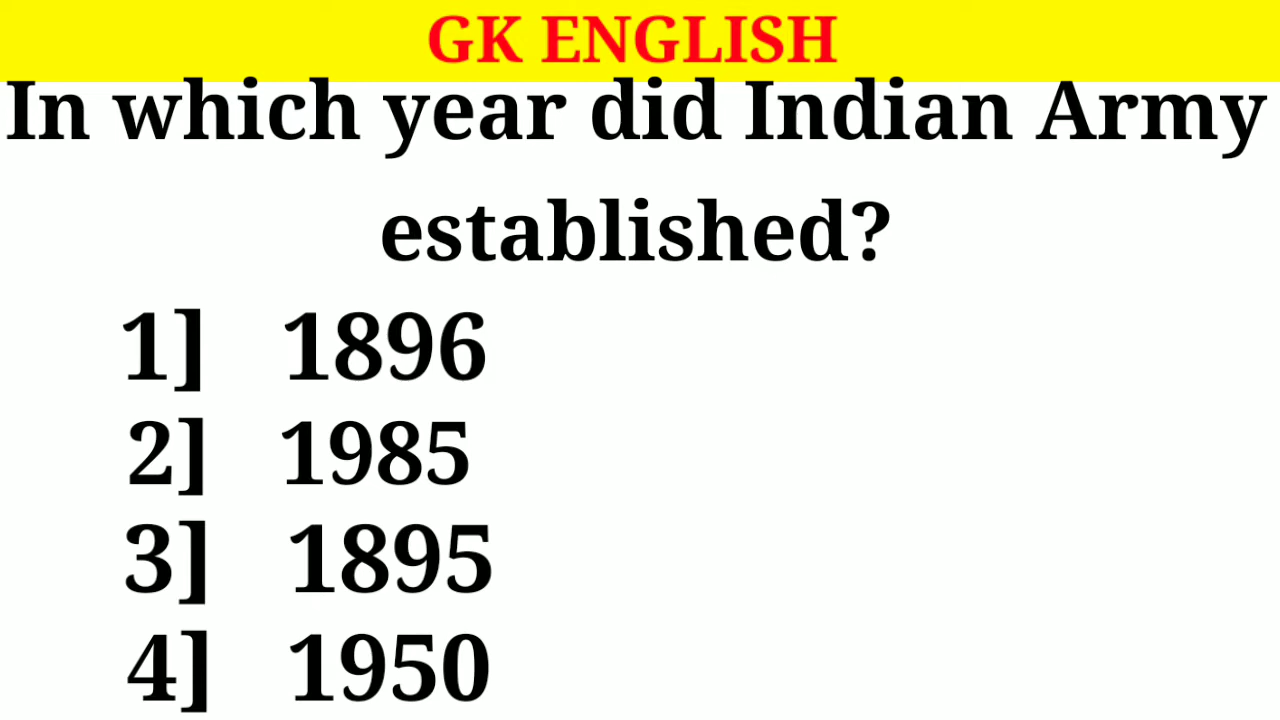 GK ENGLISH
In which year did Indian Army
established?
1] 1896
2] 1985
3] 1895
4] 1950